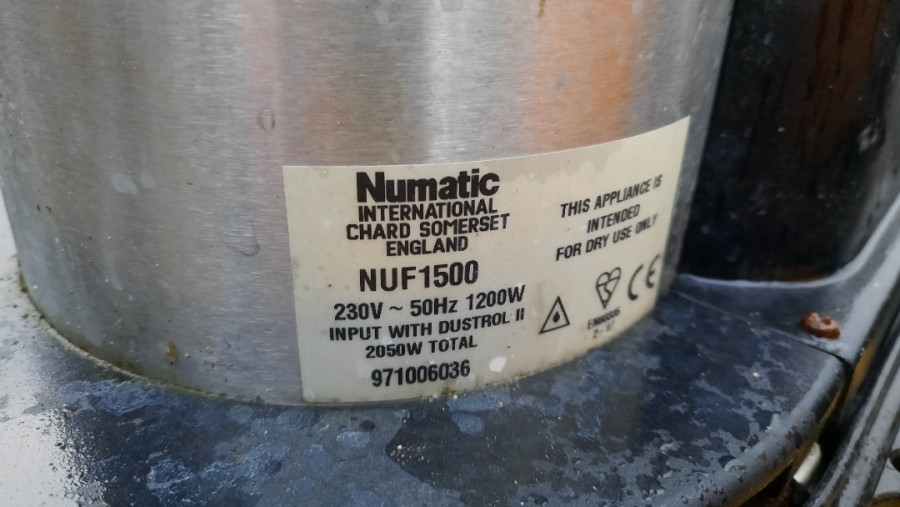 Numatic
INTERNATIONAL
CHARD SOMERSET
ENGLAND
NUF1500
230V ~ 50Hz 1200W
INPUT WITH DUSTROL II
2050W TOTAL
971006036
THIS APPLIANCE IS
INTENDED
FOR DRY USE ONLY
CE